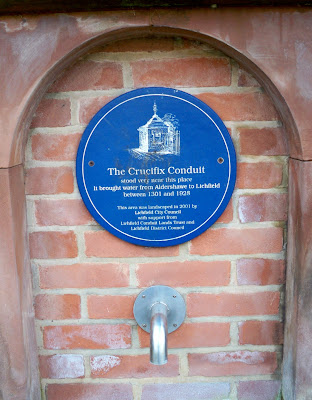 The Crucifix Conduit
stood very near this place
It brought water from Aldershawe to Lichfield
between 1301 and 1928
This area was landscaped in 2001 by
Lichfield City Council
with support from
Lichfield Conduit Lands Trust and
Lichfield District Council